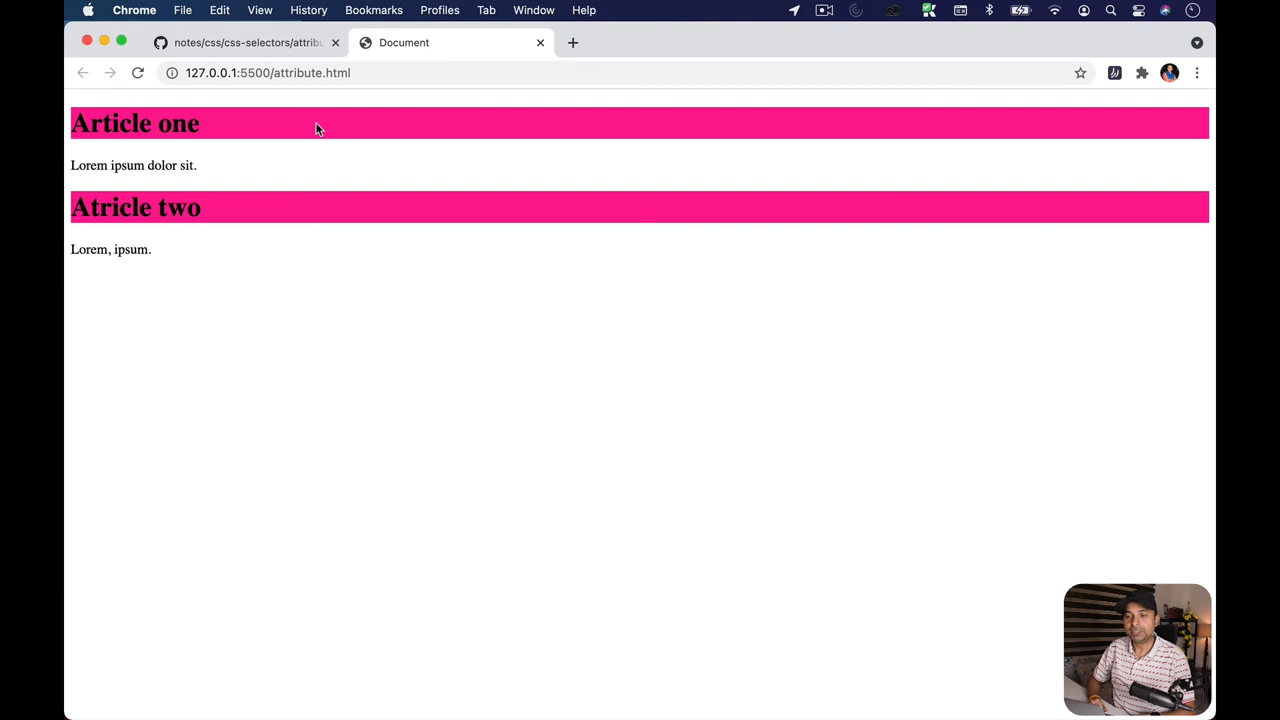 Chrome File Edit View History Bookmarks Profiles Tab Window Help
notes/css/css-selectors/attribu
Document
127.0.0.1:5500/attribute.html
Article one
Lorem ipsum dolor sit.
Atricle two
Lorem, ipsum.